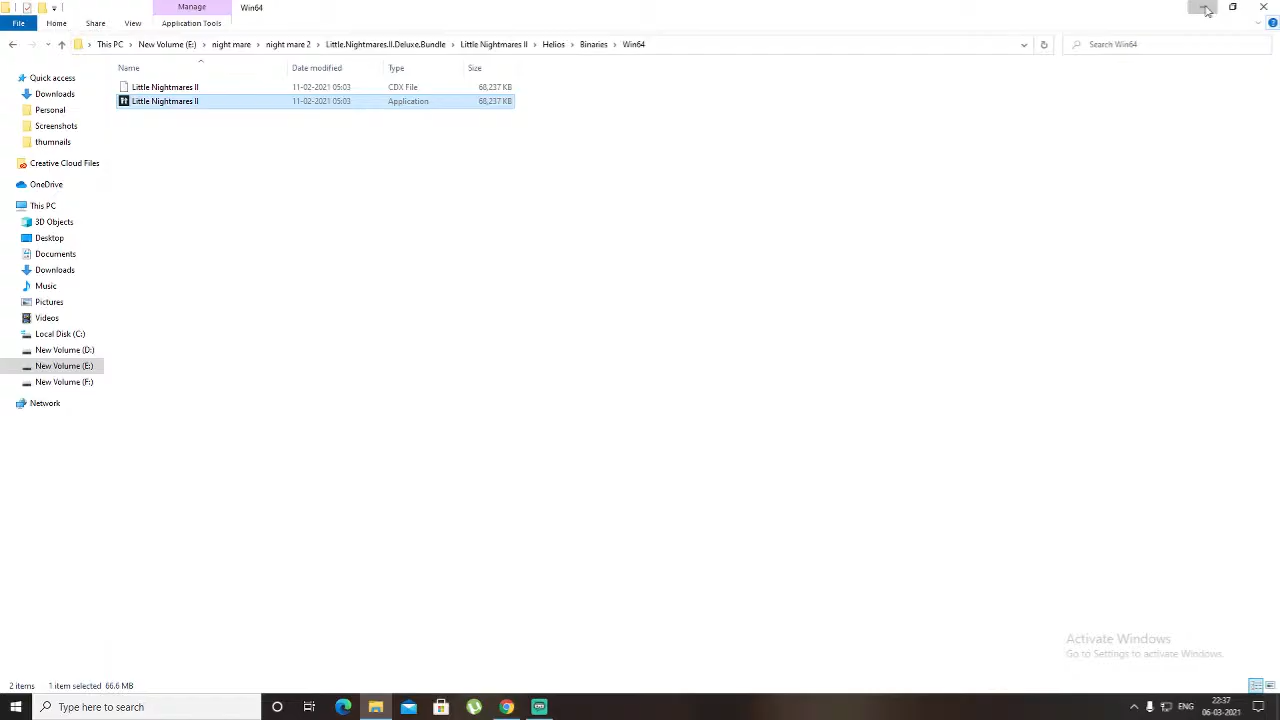 Manage
Win64
File
Home
Share
View
Application Tools
This PC
New Volume (E:)
night mare
night mare 2
Little.Nightmares.II.Deluxe.Bundle
Little Nightmares II
Helios
Binaries
Win64
Search Win64
Name
Date modified
Type
Size
Little Nightmares II
11-02-2021 05:03
CDX File
68,237 KB
Little Nightmares II
11-02-2021 05:03
Application
68,237 KB
Quick access
Downloads
Personal
Screenshots
thumnails
Creative Cloud Files
OneDrive
This PC
3D Objects
Desktop
Documents
Downloads
Music
Pictures
Videos
Local Disk (C:)
New Volume (D:)
New Volume (E:)
New Volume (F:)
Network
Activate Windows
Go to Settings to activate Windows.
2 items
1 item selected 66.6 MB
Type here to search
ENG
22:37
06-03-2021